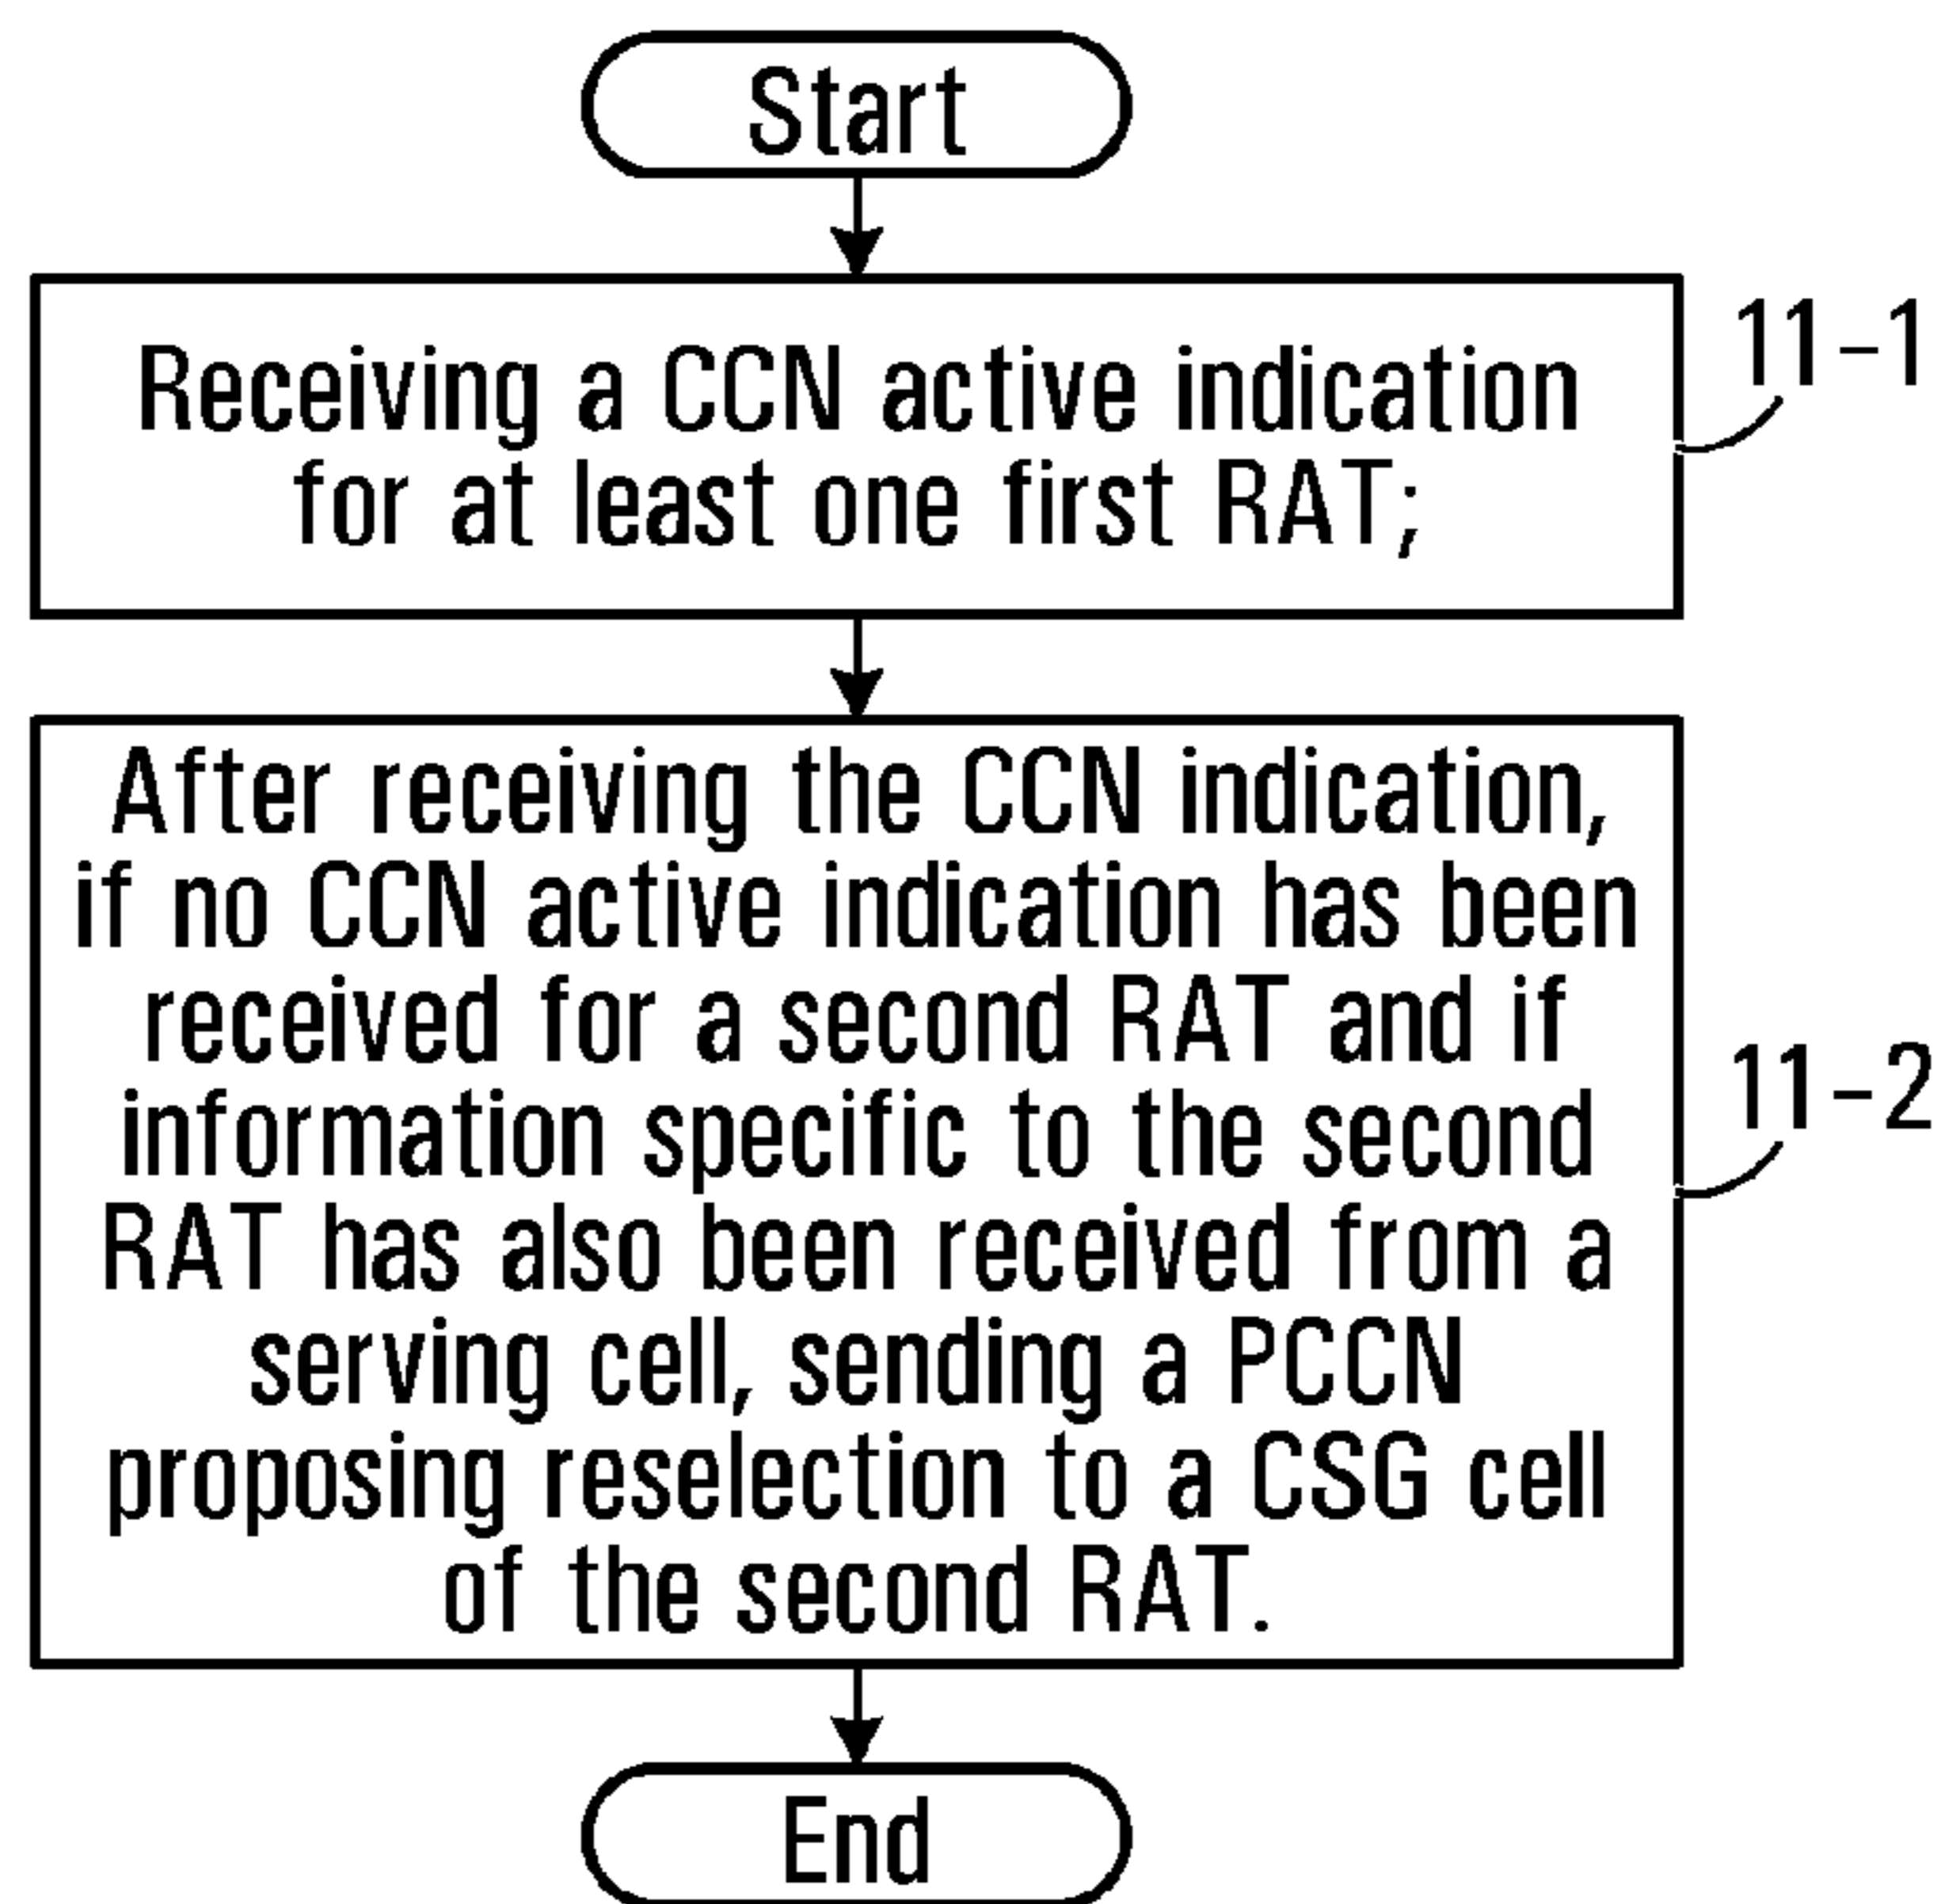 Start
Receiving a CCN active indication
for at least one first RAT;
11-1
After receiving the CCN indication,
if no CCN active indication has been
received for a second RAT and if
information specific to the second
RAT has also been received from a
serving cell, sending a PCCN
proposing reselection to a CSG cell
of the second RAT.
11-2
End